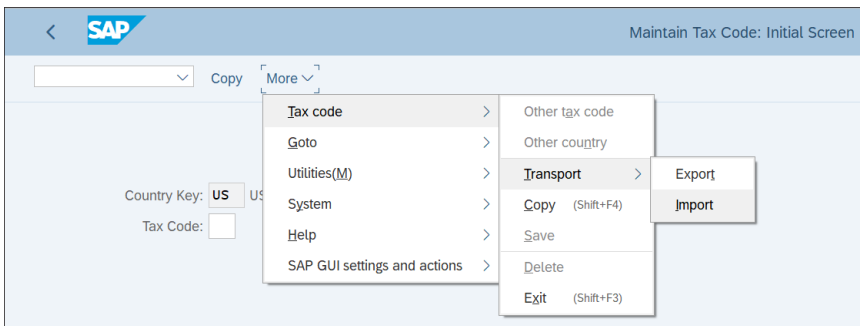 SAP
Maintain Tax Code: Initial Screen
Copy More
Tax code
Goto
Utilities(M)
System
Help
SAP GUI settings and actions
Other tax code
Other country
Transport
Copy (Shift+F4)
Save
Delete
Exit (Shift+F3)
Export
Import
Country Key: US US
Tax Code: